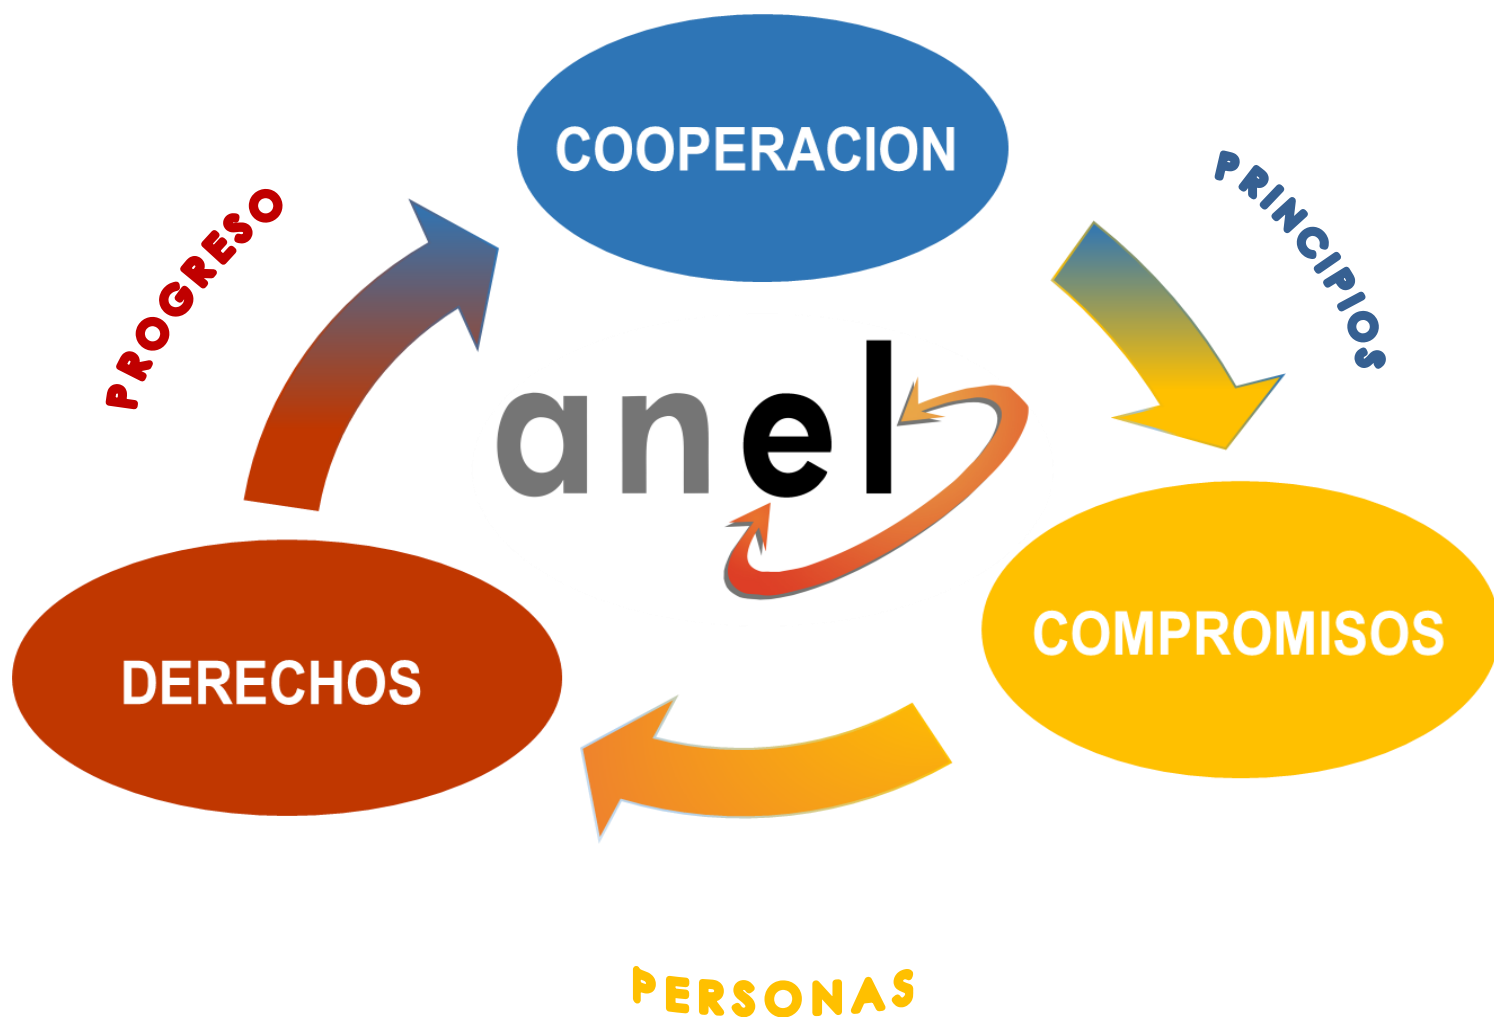 COOPERACION
PRINCIPIOS
PROGRESO
anel
COMPROMISOS
DERECHOS
PERSONAS